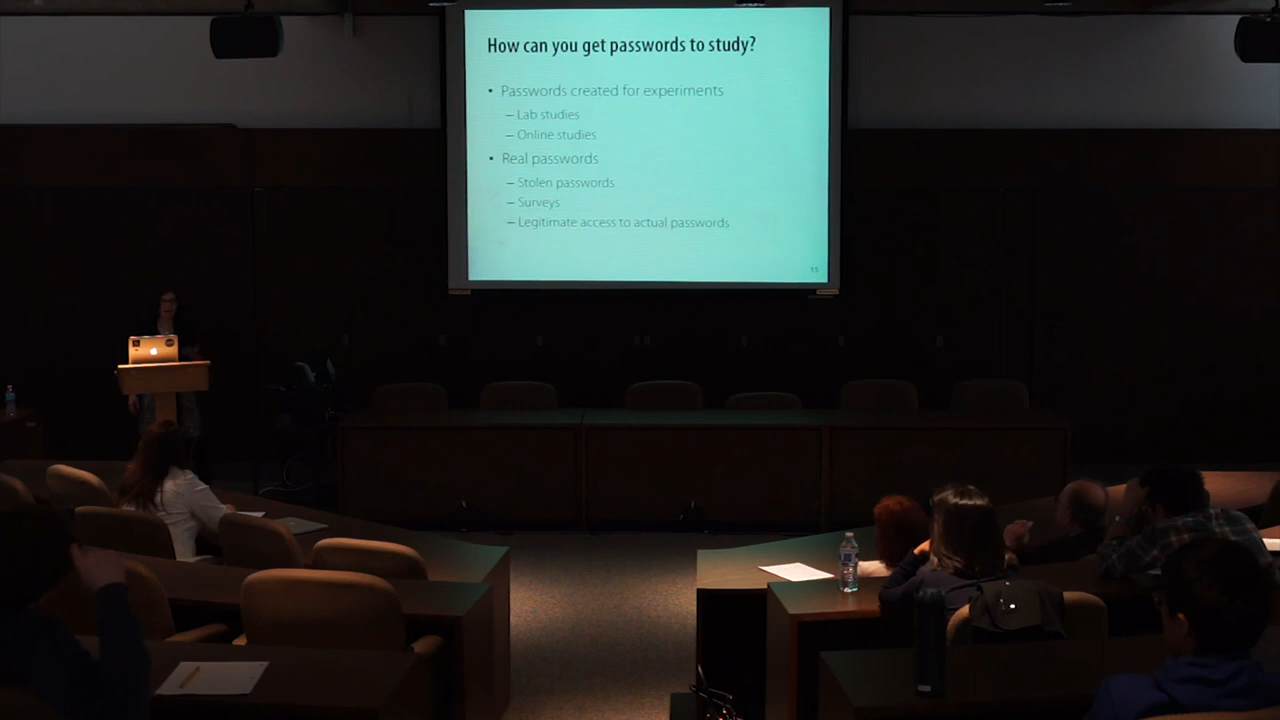 How can you get passwords to study?
• Passwords created for experiments
– Lab studies
– Online studies
• Real passwords
– Stolen passwords
– Surveys
– Legitimate access to actual passwords
15